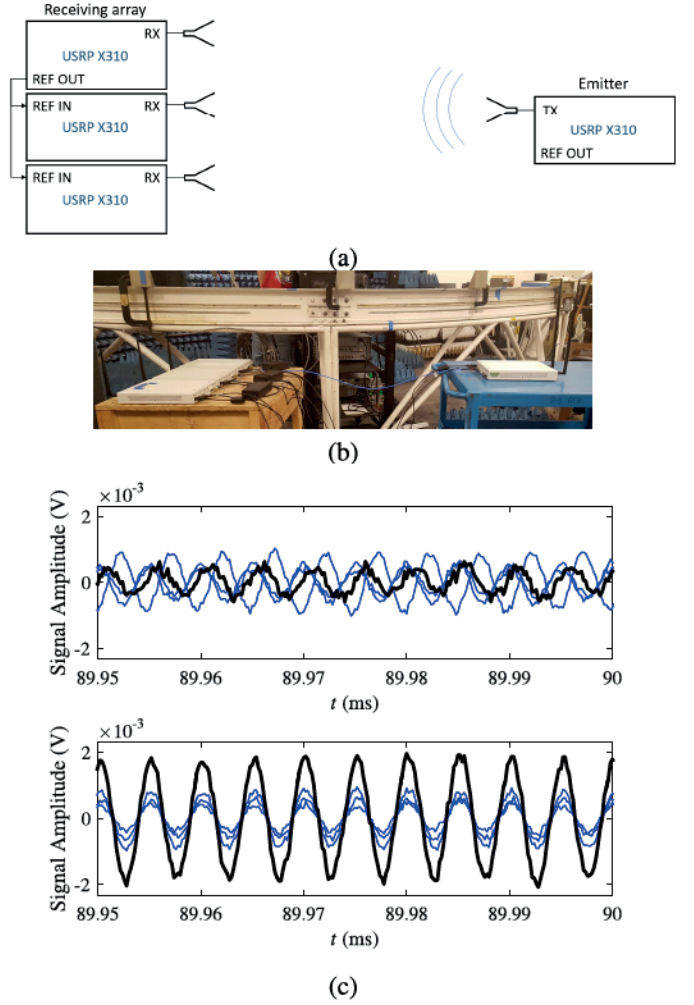 Receiving array
RX
USRP X310
REF OUT
REF IN
RX
USRP X310
REF IN
RX
USRP X310
Emitter
TX
USRP X310
REF OUT
(a)
(b)
×10⁻³
Signal Amplitude (V)
2
0
-2
89.95 89.96 89.97 89.98 89.99 90
t (ms)
×10⁻³
Signal Amplitude (V)
2
0
-2
89.95 89.96 89.97 89.98 89.99 90
t (ms)
(c)